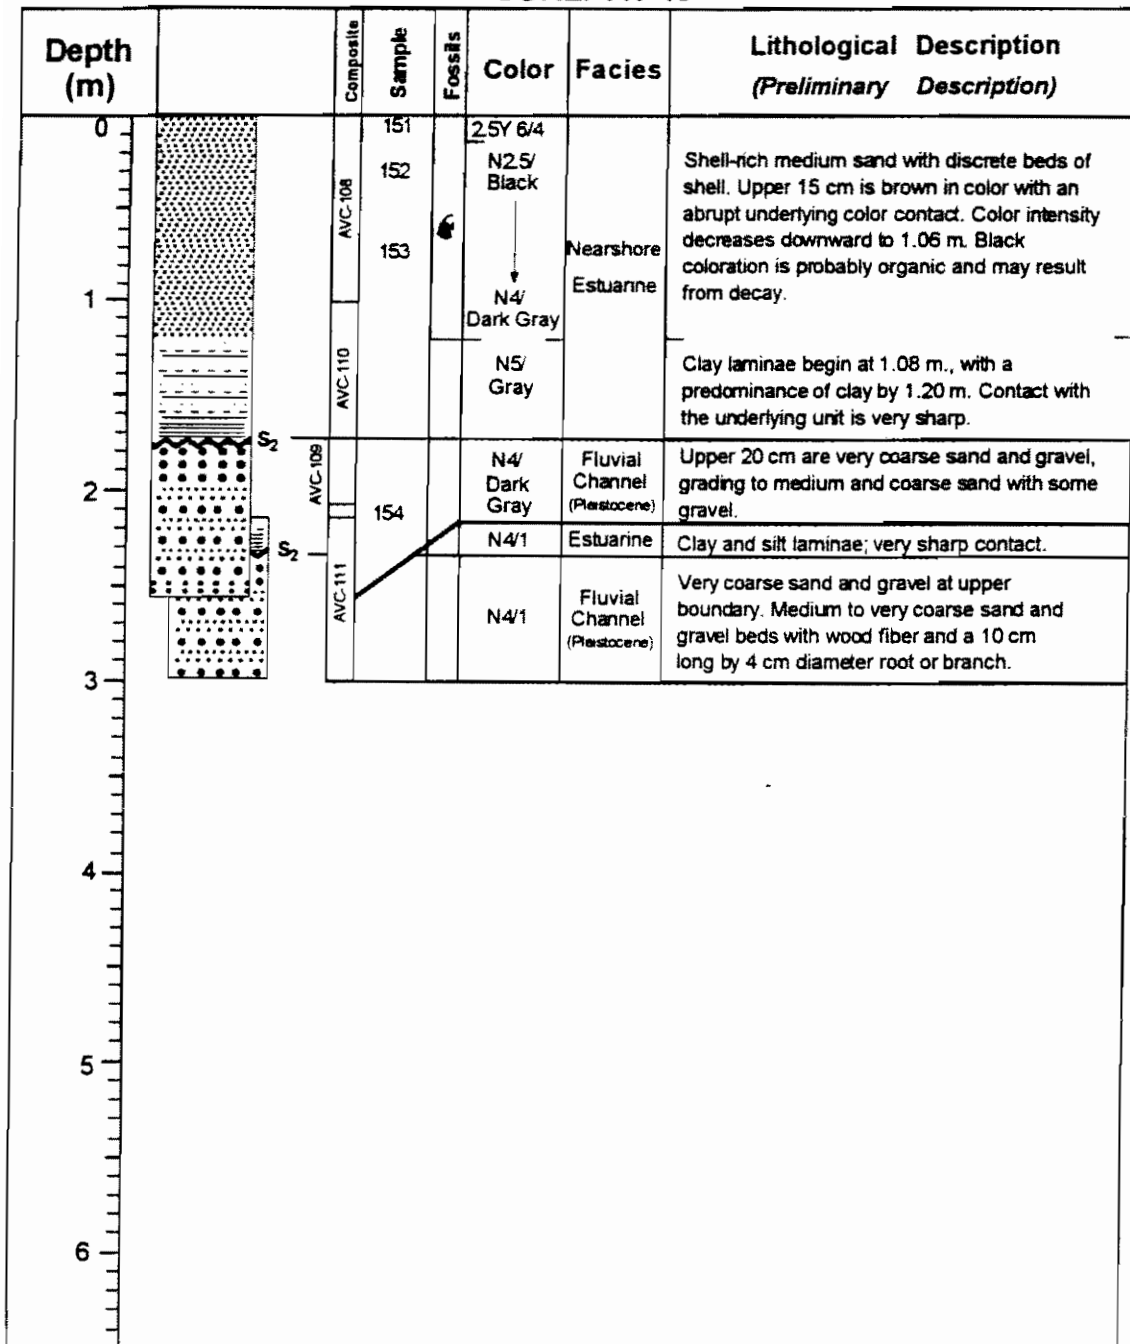 Depth
(m)
Composite
Sample
Fossils
Color
Facies
Lithological Description
(Preliminary Description)
0
1
2
3
4
5
6
S2
S2
AVC-108
AVC-110
AVC-109
AVC-111
151
152
153
154
2.5Y 6/4
N2.5/
Black
N4/
Dark Gray
Nearshore
Estuarine
Shell-rich medium sand with discrete beds of
shell. Upper 15 cm is brown in color with an
abrupt underlying color contact. Color intensity
decreases downward to 1.06 m. Black
coloration is probably organic and may result
from decay.
N5/
Gray
Clay laminae begin at 1.08 m., with a
predominance of clay by 1.20 m. Contact with
the underlying unit is very sharp.
N4/
Dark
Gray
Fluvial
Channel
(Pleistocene)
Upper 20 cm are very coarse sand and gravel,
grading to medium and coarse sand with some
gravel.
N4/1
Estuarine
Clay and silt laminae; very sharp contact.
N4/1
Fluvial
Channel
(Pleistocene)
Very coarse sand and gravel at upper
boundary. Medium to very coarse sand and
gravel beds with wood fiber and a 10 cm
long by 4 cm diameter root or branch.